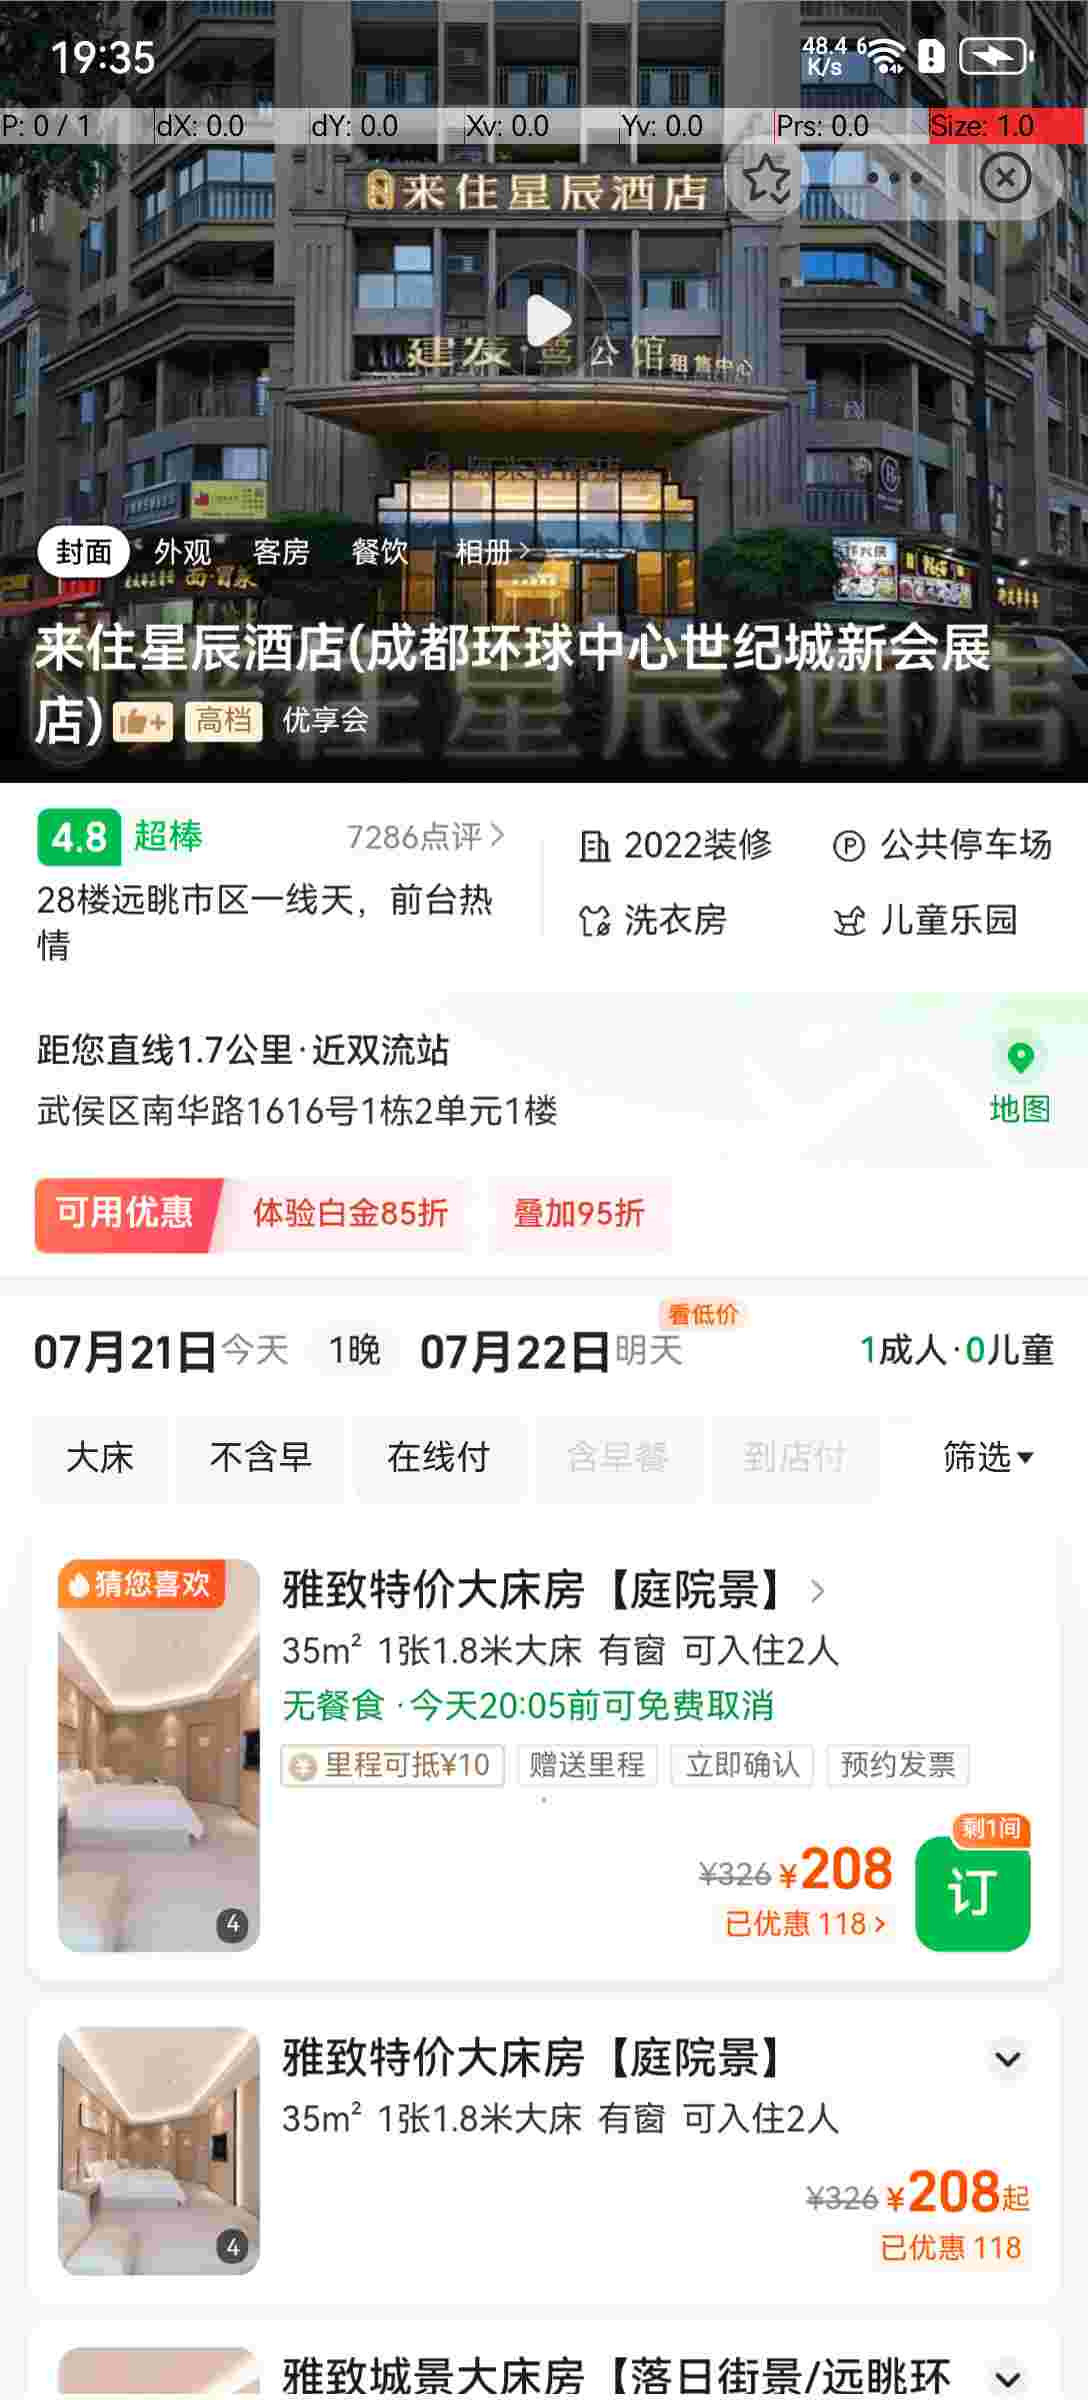 19:35
48.4 K/s
6
P: 0 / 1
dX: 0.0
dY: 0.0
Xv: 0.0
Yv: 0.0
Prs: 0.0
Size: 1.0
来住星辰酒店
建发·鹭公馆租售中心
封面 外观 客房 餐饮 相册
来住星辰酒店(成都环球中心世纪城新会展
店) 高档 优享会
4.8 超棒 7286点评
28楼远眺市区一线天，前台热
情
2022装修 公共停车场
洗衣房 儿童乐园
距您直线1.7公里·近双流站
武侯区南华路1616号1栋2单元1楼
地图
可用优惠 体验白金85折 叠加95折
看低价
07月21日今天 1晚 07月22日明天 1成人·0儿童
大床 不含早 在线付 含早餐 到店付 筛选
猜您喜欢
雅致特价大床房【庭院景】
35m² 1张1.8米大床 有窗 可入住2人
无餐食·今天20:05前可免费取消
里程可抵¥10 赠送里程 立即确认 预约发票
剩1间
¥326 ¥208 订
已优惠 118
4
雅致特价大床房【庭院景】
35m² 1张1.8米大床 有窗 可入住2人
¥326 ¥208起
已优惠 118
4
雅致城景大床房【落日街景/远眺环